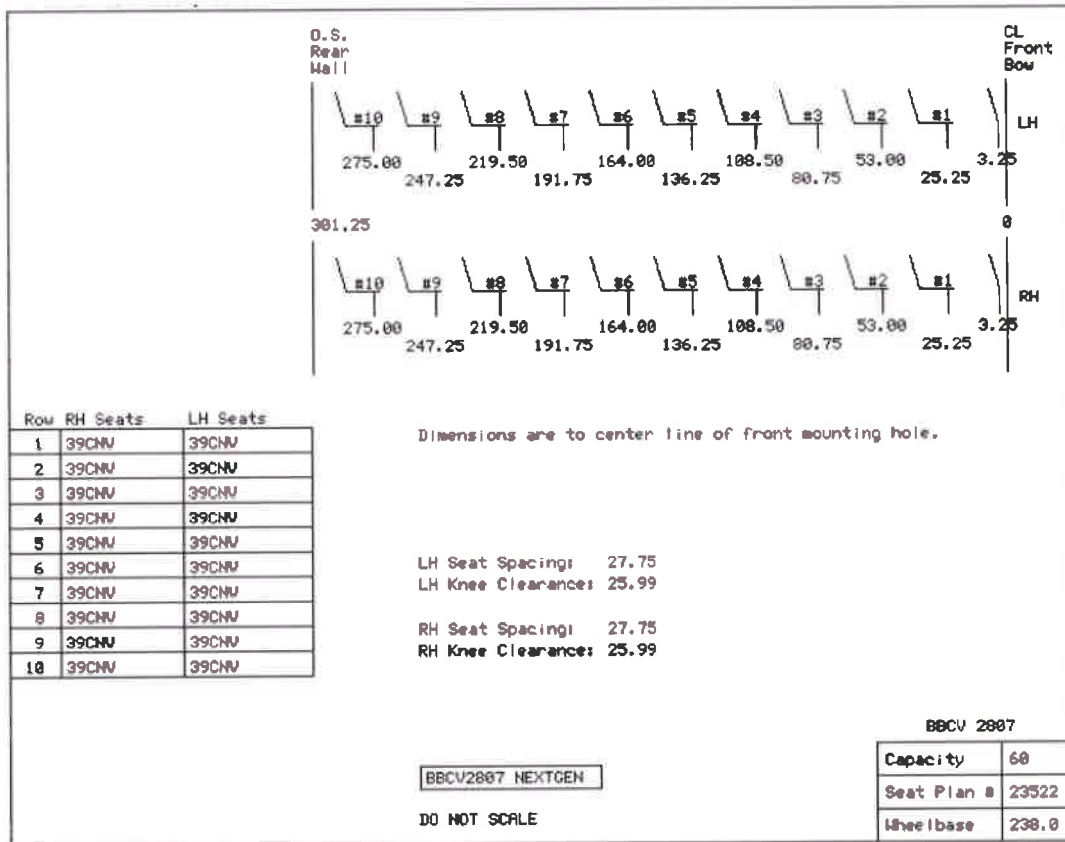 O.S.
Rear
Wall
CL
Front
Bow
#10 #9 #8 #7 #6 #5 #4 #3 #2 #1 LH
275.00 219.50 164.00 108.50 53.00 3.25
247.25 191.75 136.25 80.75 25.25
301.25 0
#10 #9 #8 #7 #6 #5 #4 #3 #2 #1 RH
275.00 219.50 164.00 108.50 53.00 3.25
247.25 191.75 136.25 80.75 25.25
Row RH Seats LH Seats
1 39CNV 39CNV
2 39CNV 39CNV
3 39CNV 39CNV
4 39CNV 39CNV
5 39CNV 39CNV
6 39CNV 39CNV
7 39CNV 39CNV
8 39CNV 39CNV
9 39CNV 39CNV
10 39CNV 39CNV
Dimensions are to center line of front mounting hole.
LH Seat Spacing: 27.75
LH Knee Clearance: 25.99
RH Seat Spacing: 27.75
RH Knee Clearance: 25.99
BBCV2807 NEXTGEN
DO NOT SCALE
BBCV 2807
Capacity 60
Seat Plan # 23522
Wheelbase 238.0